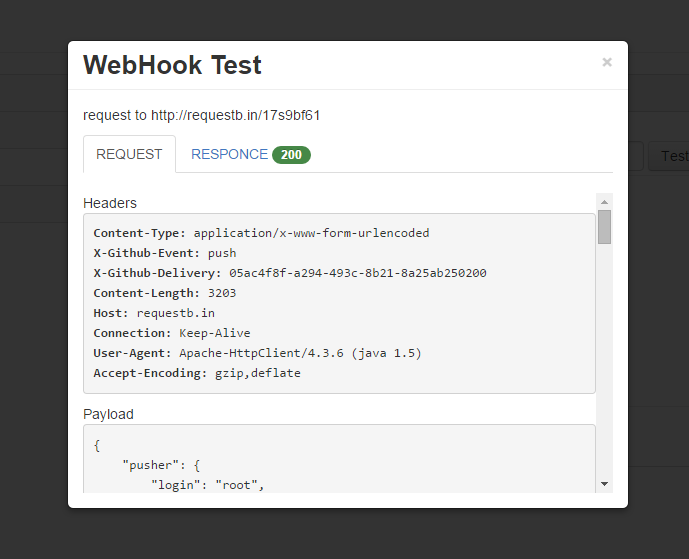 WebHook Test
×
request to http://requestb.in/17s9bf61
REQUEST RESPONCE 200
Test
Headers
Content-Type: application/x-www-form-urlencoded
X-Github-Event: push
X-Github-Delivery: 05ac4f8f-a294-493c-8b21-8a25ab250200
Content-Length: 3203
Host: requestb.in
Connection: Keep-Alive
User-Agent: Apache-HttpClient/4.3.6 (java 1.5)
Accept-Encoding: gzip,deflate
Payload
{
"pusher": {
"login": "root",